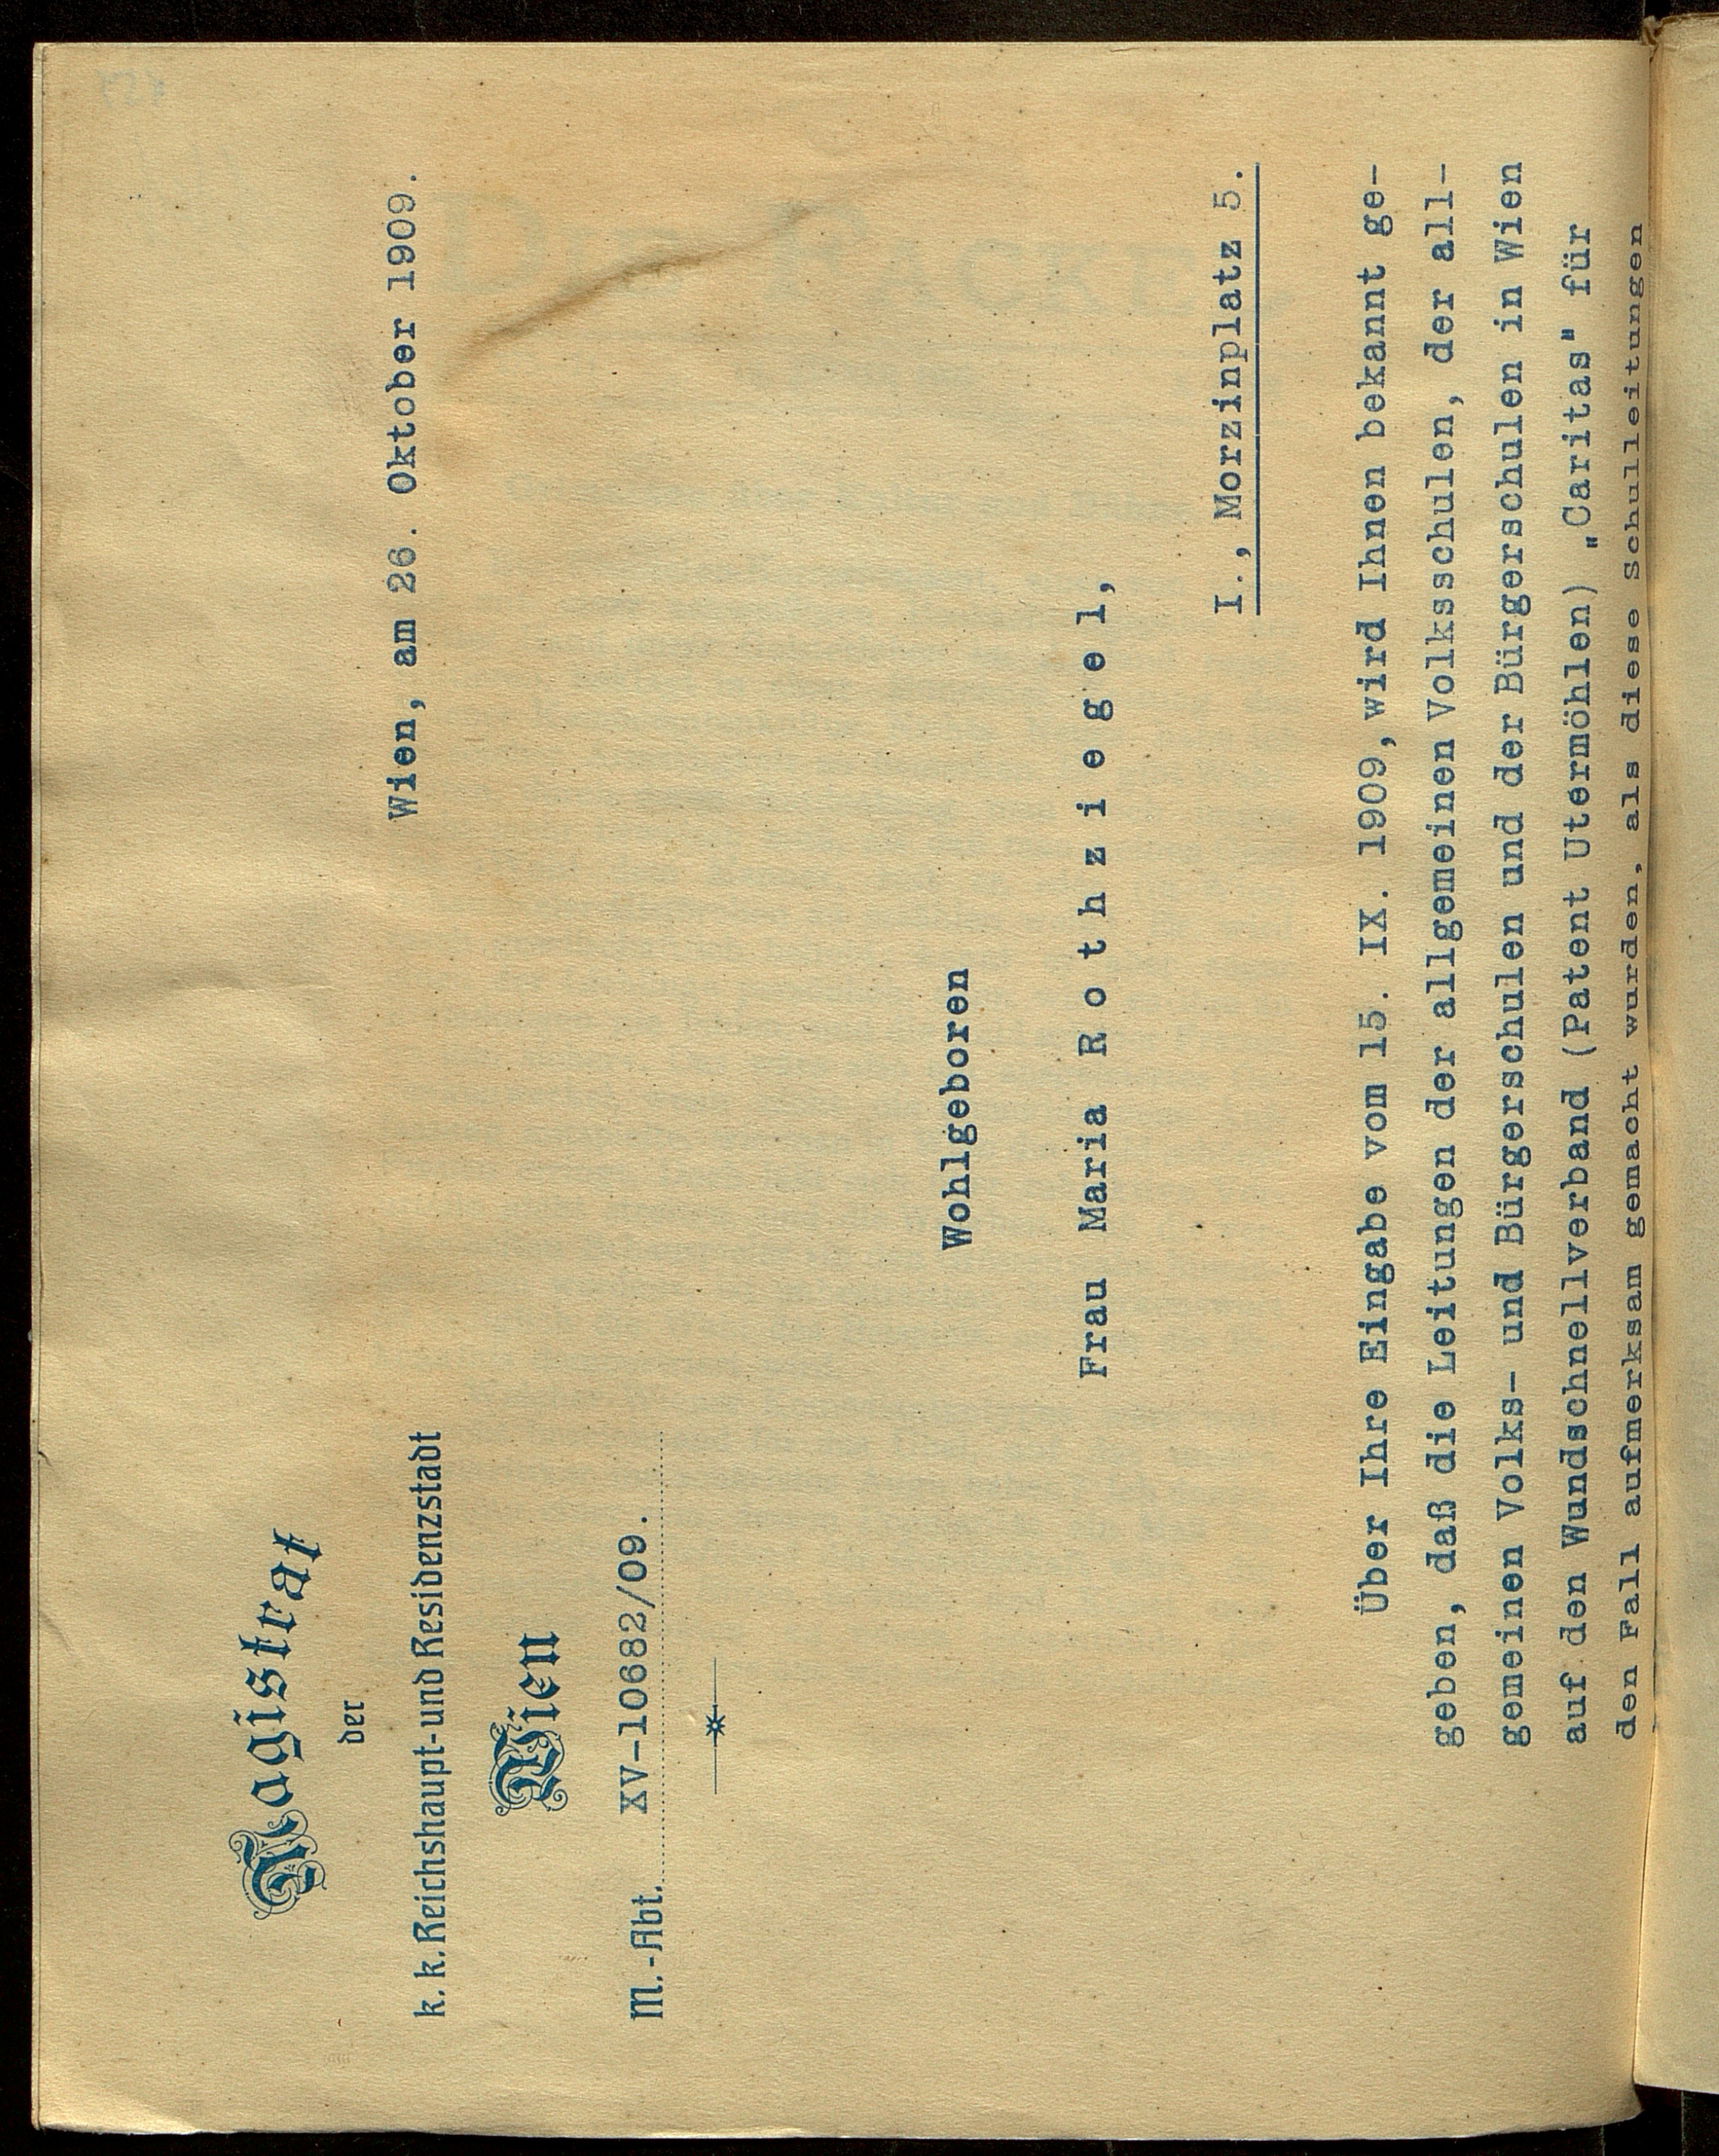 Magistrat
der
k. k. Reichshaupt- und Residenzstadt
Wien
M.-Abt. XV-10682/09.
Wien, am 26. Oktober 1909.
Wohlgeboren
Frau Maria Rothziegel,
I., Morzinplatz 5.
Über Ihre Eingabe vom 15. IX. 1909, wird Ihnen bekannt ge-
geben, daß die Leitungen der allgemeinen Volksschulen, der all-
gemeinen Volks- und Bürgerschulen und der Bürgerschulen in Wien
auf den Wundschnellverband (Patent Utermöhlen) „Caritas" für
den Fall aufmerksam gemacht wurden, als diese Schulleitungen